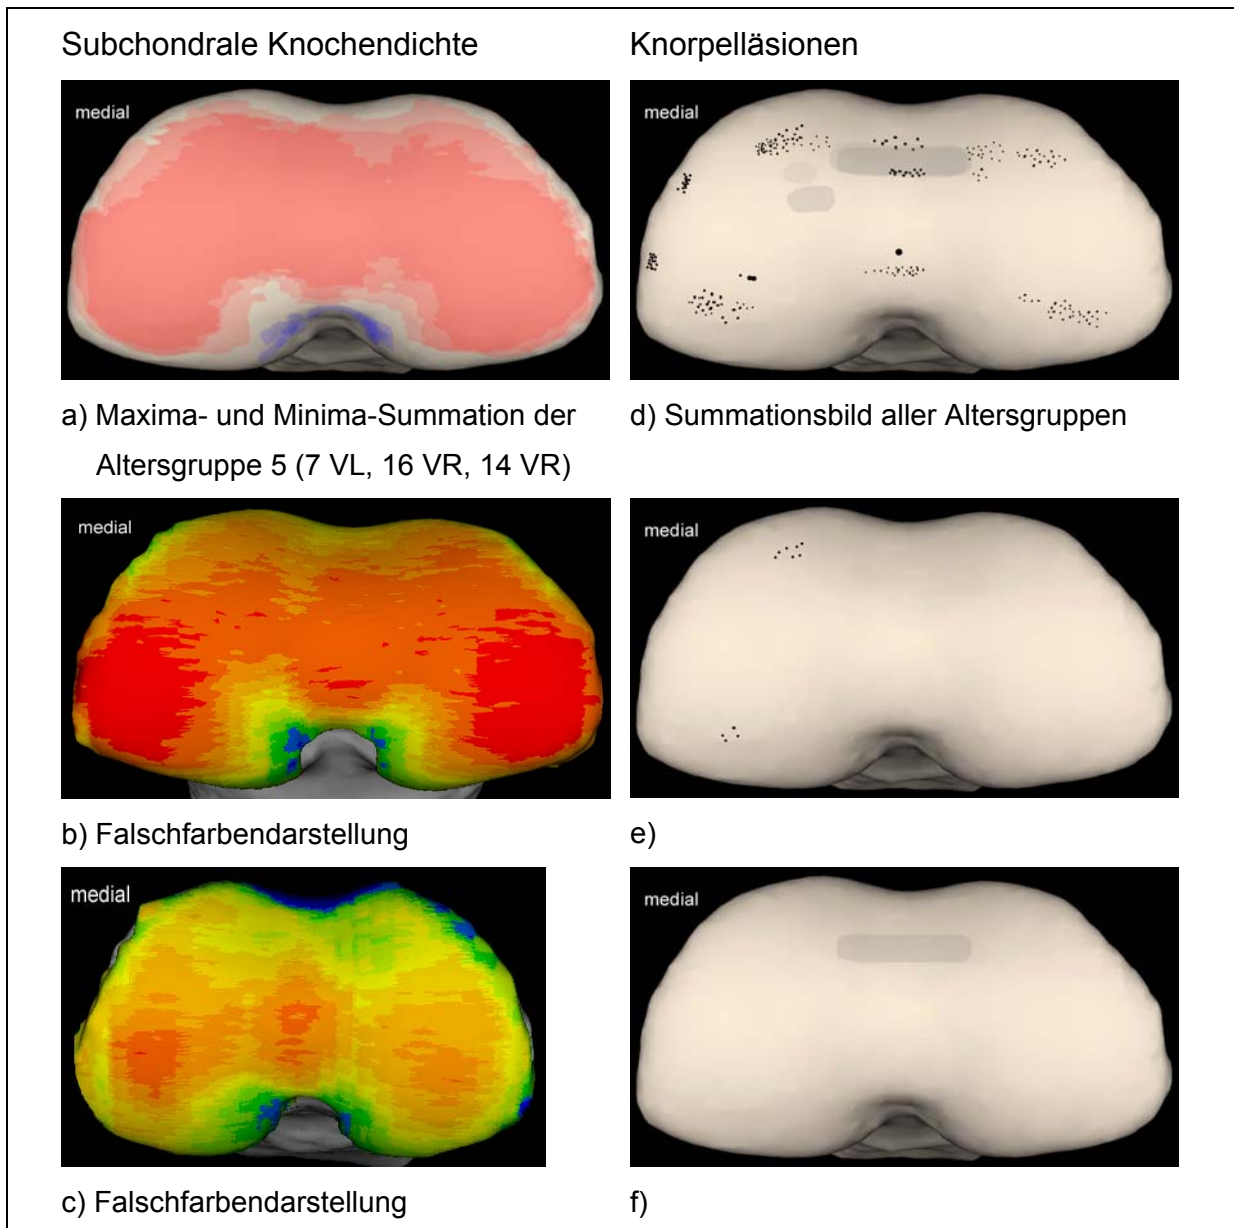 Subchondrale Knochendichte
Knorpelläsionen
medial
medial
a) Maxima- und Minima-Summation der
Altersgruppe 5 (7 VL, 16 VR, 14 VR)
d) Summationsbild aller Altersgruppen
medial
medial
b) Falschfarbendarstellung
e)
medial
medial
c) Falschfarbendarstellung
f)